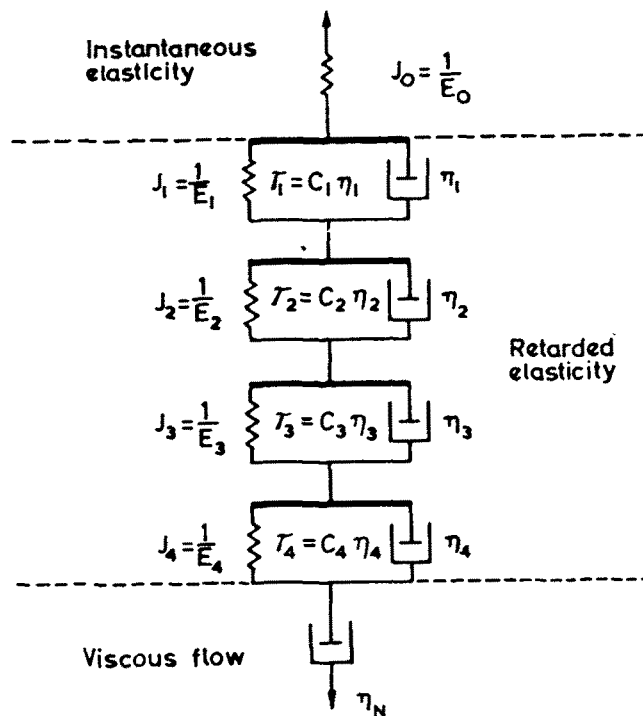 Instantaneous
elasticity
J₀ = 1/E₀
J₁ = 1/E₁
τ₁ = C₁ η₁
η₁
J₂ = 1/E₂
τ₂ = C₂ η₂
η₂
Retarded
elasticity
J₃ = 1/E₃
τ₃ = C₃ η₃
η₃
J₄ = 1/E₄
τ₄ = C₄ η₄
η₄
Viscous flow
η_N